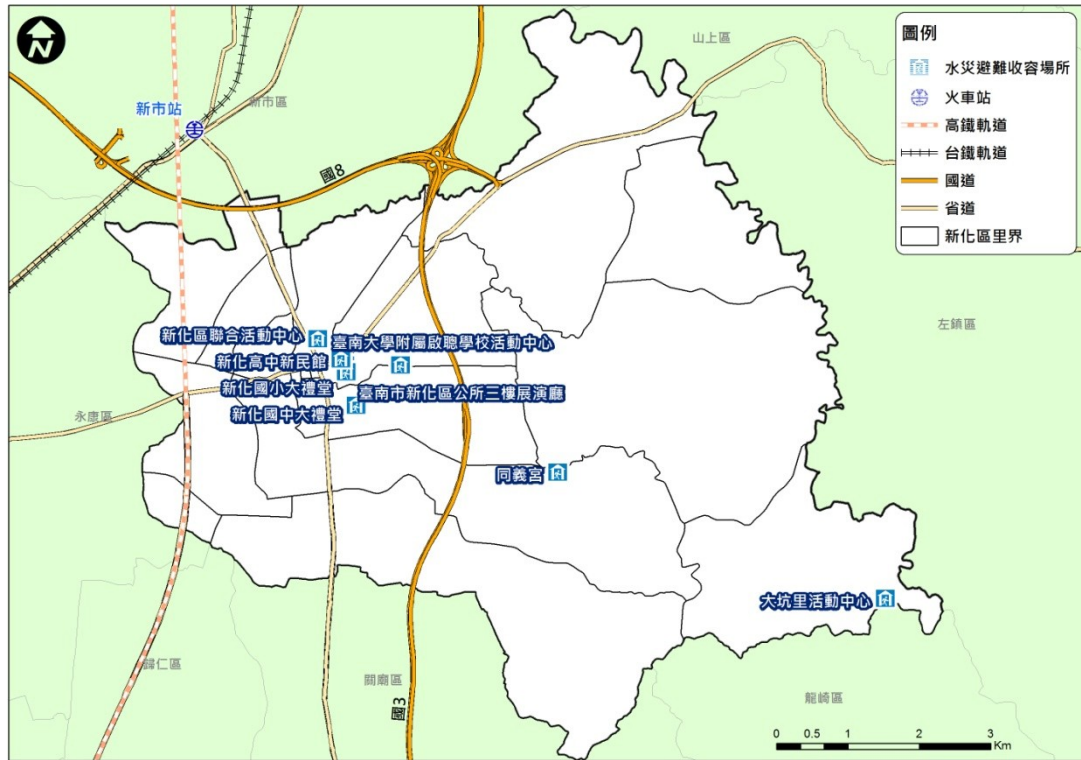 N
山上區
圖例
水災避難收容場所
火車站
高鐵軌道
台鐵軌道
國道
省道
新化區里界
新市站
新市區
國8
左鎮區
新化區聯合活動中心
臺南大學附屬啟聰學校活動中心
新化高中新民館
新化國小大禮堂
臺南市新化區公所三樓展演廳
新化國中大禮堂
永康區
同義宮
大坑里活動中心
歸仁區
關廟區
國3
龍崎區
0 0.5 1 2 3
Km